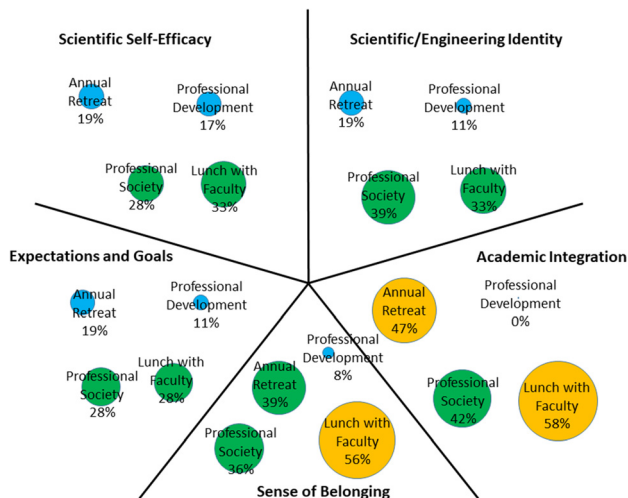 Scientific Self-Efficacy
Annual
Retreat
19%
Professional
Development
17%
Professional
Society
28%
Lunch with
Faculty
33%
Scientific/Engineering Identity
Annual
Retreat
19%
Professional
Development
11%
Professional
Society
39%
Lunch with
Faculty
33%
Expectations and Goals
Annual
Retreat
19%
Professional
Development
11%
Professional
Society
28%
Lunch with
Faculty
28%
Academic Integration
Annual
Retreat
47%
Professional
Development
0%
Professional
Society
42%
Lunch with
Faculty
58%
Professional
Development
8%
Annual
Retreat
39%
Professional
Society
36%
Lunch with
Faculty
56%
Sense of Belonging